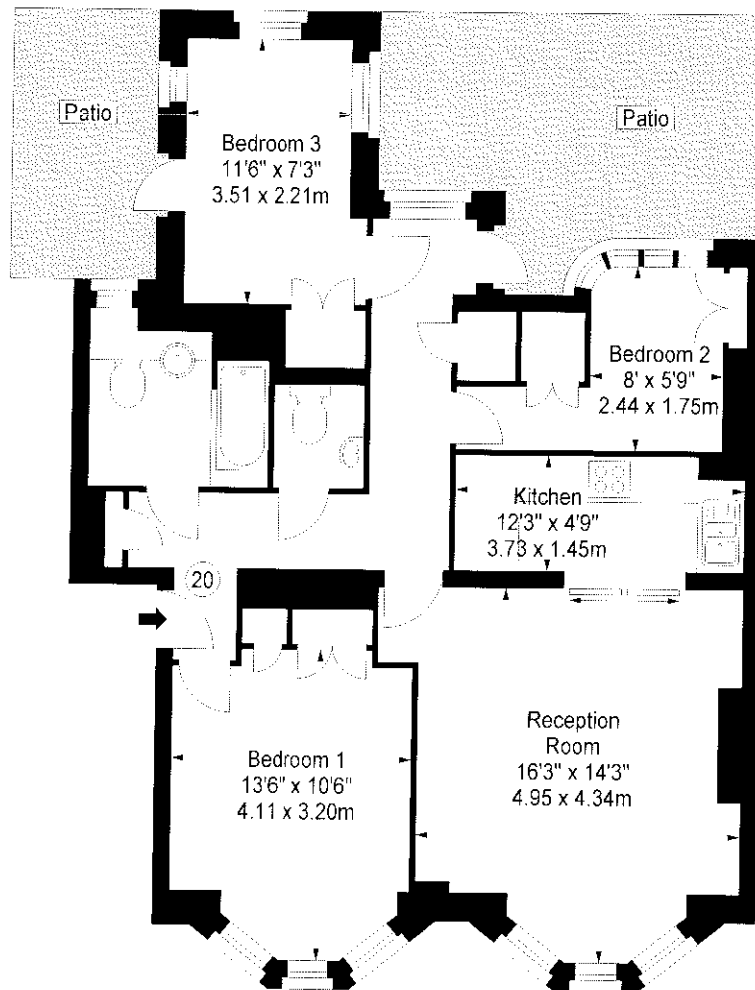 Patio
Patio
Bedroom 3
11'6" x 7'3"
3.51 x 2.21m
Bedroom 2
8' x 5'9"
2.44 x 1.75m
Kitchen
12'3" x 4'9"
3.73 x 1.45m
20
Bedroom 1
13'6" x 10'6"
4.11 x 3.20m
Reception
Room
16'3" x 14'3"
4.95 x 4.34m